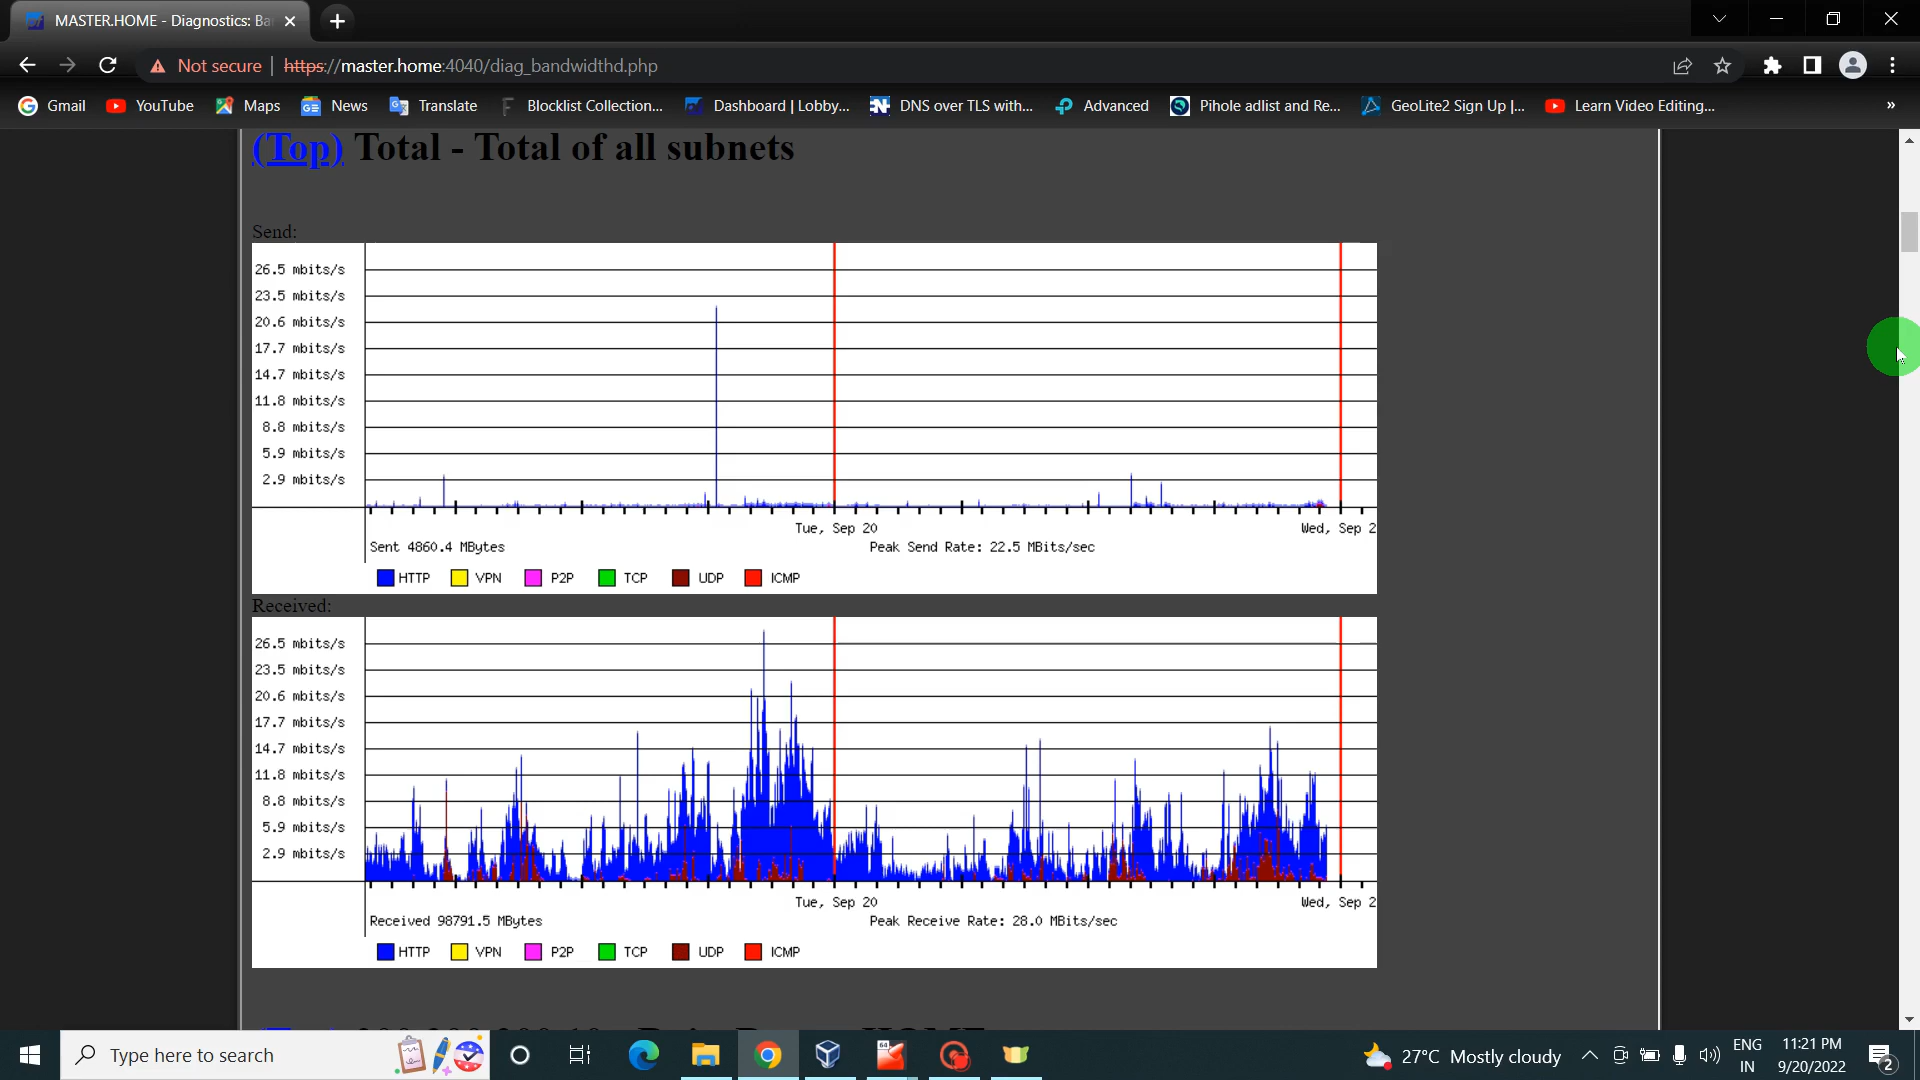 MASTER.HOME - Diagnostics: Ba
Not secure https://master.home:4040/diag_bandwidthd.php
Gmail YouTube Maps News Translate Blocklist Collection... Dashboard | Lobby... DNS over TLS with... Advanced Pihole adlist and Re... GeoLite2 Sign Up |... Learn Video Editing... »
(Top) Total - Total of all subnets
Send:
26.5 mbits/s
23.5 mbits/s
20.6 mbits/s
17.7 mbits/s
14.7 mbits/s
11.8 mbits/s
8.8 mbits/s
5.9 mbits/s
2.9 mbits/s
Tue, Sep 20 Wed, Sep 2
Sent 4860.4 MBytes Peak Send Rate: 22.5 MBits/sec
HTTP VPN P2P TCP UDP ICMP
Received:
26.5 mbits/s
23.5 mbits/s
20.6 mbits/s
17.7 mbits/s
14.7 mbits/s
11.8 mbits/s
8.8 mbits/s
5.9 mbits/s
2.9 mbits/s
Tue, Sep 20 Wed, Sep 2
Received 98791.5 MBytes Peak Receive Rate: 28.0 MBits/sec
HTTP VPN P2P TCP UDP ICMP
Type here to search
27°C Mostly cloudy
ENG
IN
11:21 PM
9/20/2022
2